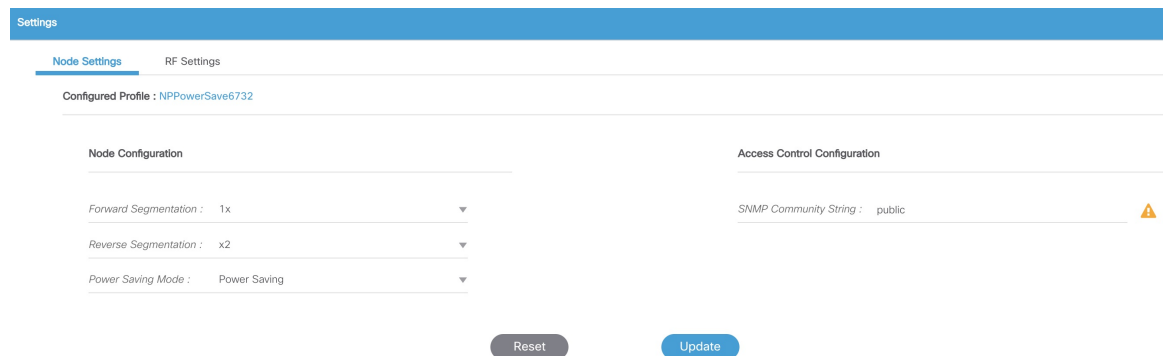 Settings
Node Settings RF Settings
Configured Profile : NPPowerSave6732
Node Configuration Access Control Configuration
Forward Segmentation : 1x SNMP Community String : public
Reverse Segmentation : x2
Power Saving Mode : Power Saving
Reset Update